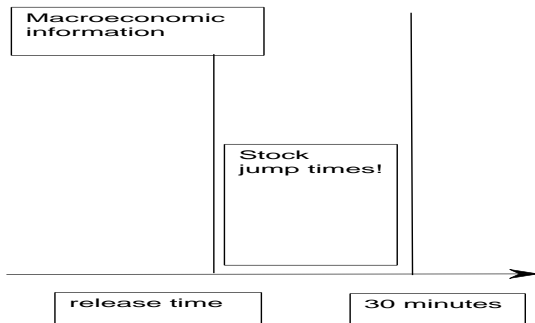 Macroeconomic
information
Stock
jump times!
release time
30 minutes